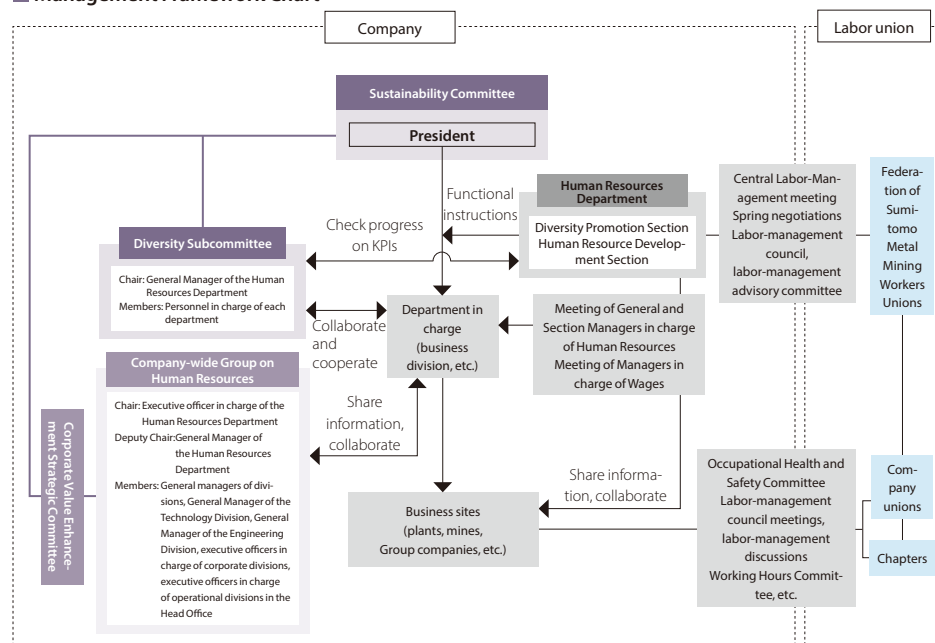 Management Framework Chart
Company
Labor union
Sustainability Committee
President
Functional
instructions
Human Resources
Department
Diversity Promotion Section
Human Resource Develop-
ment Section
Central Labor-Man-
agement meeting
Spring negotiations
Labor-management
council,
labor-management
advisory committee
Federa-
tion of
Sumi-
tomo
Metal
Mining
Workers
Unions
Check progress
on KPIs
Diversity Subcommittee
Chair: General Manager of the Human
Resources Department
Members: Personnel in charge of each
department
Collaborate
and
cooperate
Department in
charge
(business
division, etc.)
Meeting of General and
Section Managers in charge
of Human Resources
Meeting of Managers in
charge of Wages
Corporate Value Enhance-
ment Strategic Committee
Company-wide Group on
Human Resources
Chair: Executive officer in charge of the
Human Resources Department
Deputy Chair:General Manager of
the Human Resources
Department
Members: General managers of divi-
sions, General Manager of the
Technology Division, General
Manager of the Engineering
Division, executive officers in
charge of corporate divisions,
executive officers in charge
of operational divisions in the
Head Office
Share
information,
collaborate
Share informa-
tion, collaborate
Business sites
(plants, mines,
Group companies, etc.)
Occupational Health and
Safety Committee
Labor-management
council meetings,
labor-management
discussions
Working Hours Commit-
tee, etc.
Com-
pany
unions
Chapters